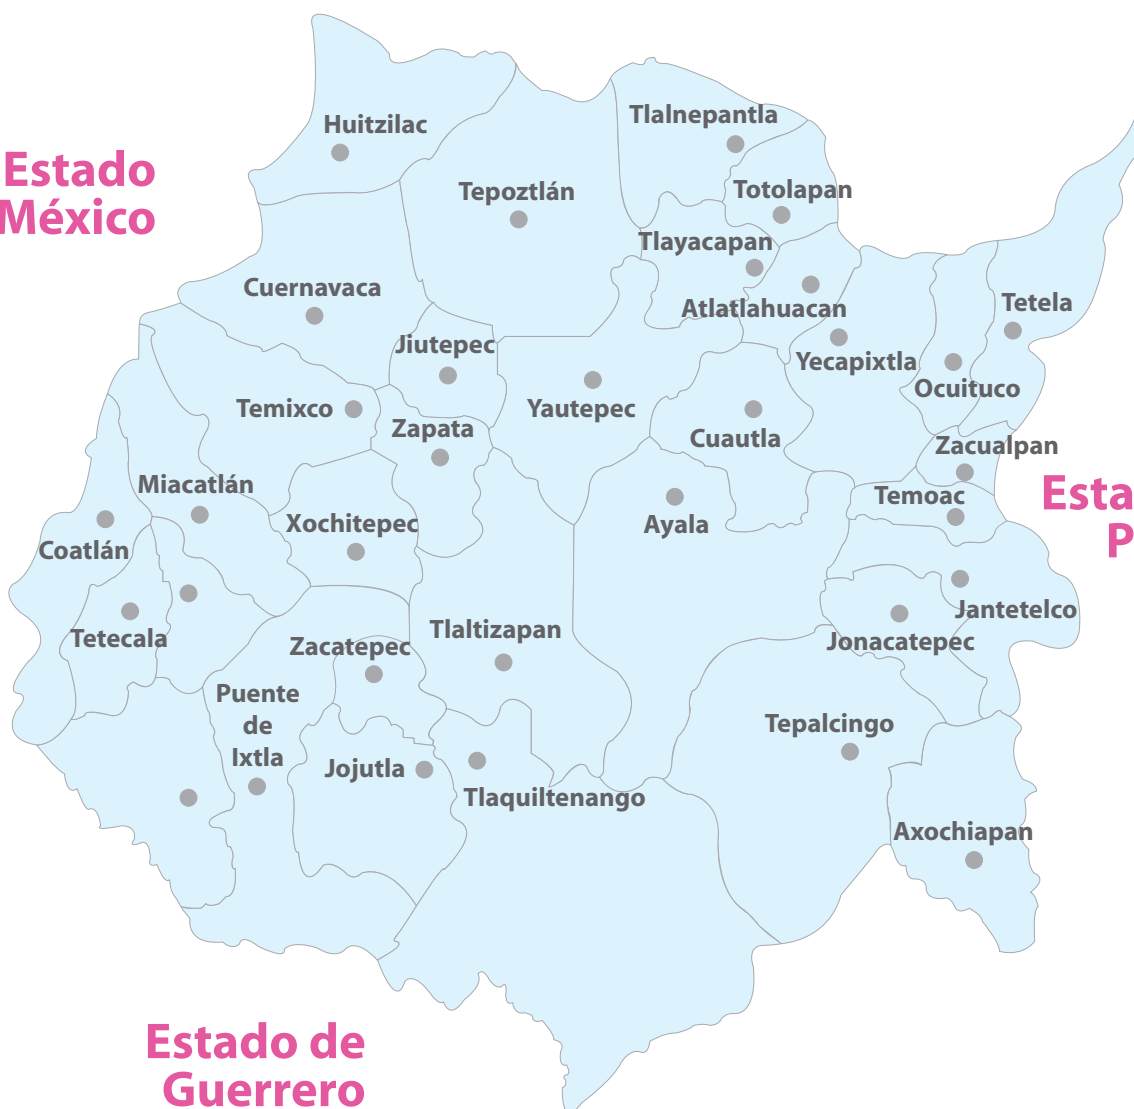 Huitzilac
Tlalnepantla
Estado
México
Tepoztlán
Totolapan
Tlayacapan
Cuernavaca
Atlatlahuacan
Tetela
Jiutepec
Yecapixtla
Ocuituco
Temixco
Yautepec
Zapata
Cuautla
Zacualpan
Miacatlán
Temoac
Esta
P
Xochitepec
Ayala
Coatlán
Jantetelco
Tetecala
Tlaltizapan
Jonacatepec
Zacatepec
Puente
de
Ixtla
Tepalcingo
Jojutla
Tlaquiltenango
Axochiapan
Estado de
Guerrero